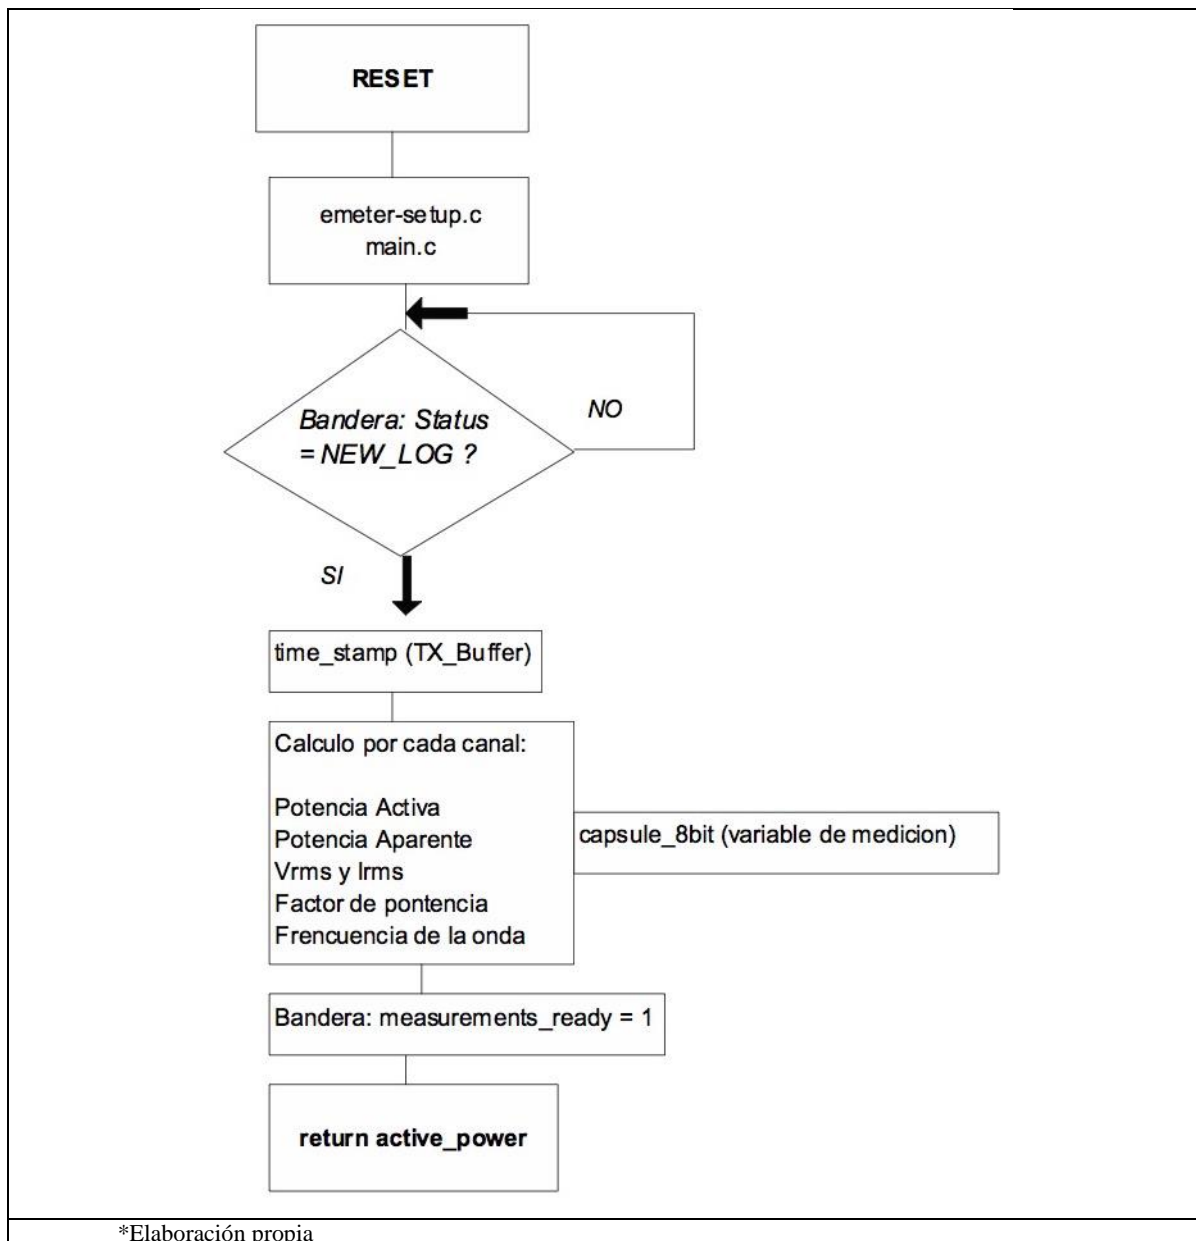 RESET
emeter-setup.c
main.c
Bandera: Status
= NEW_LOG ?
NO
SI
time_stamp (TX_Buffer)
Calculo por cada canal:
Potencia Activa
Potencia Aparente
Vrms y Irms
Factor de pontencia
Frencuencia de la onda
capsule_8bit (variable de medicion)
Bandera: measurements_ready = 1
return active_power
*Elaboración propia